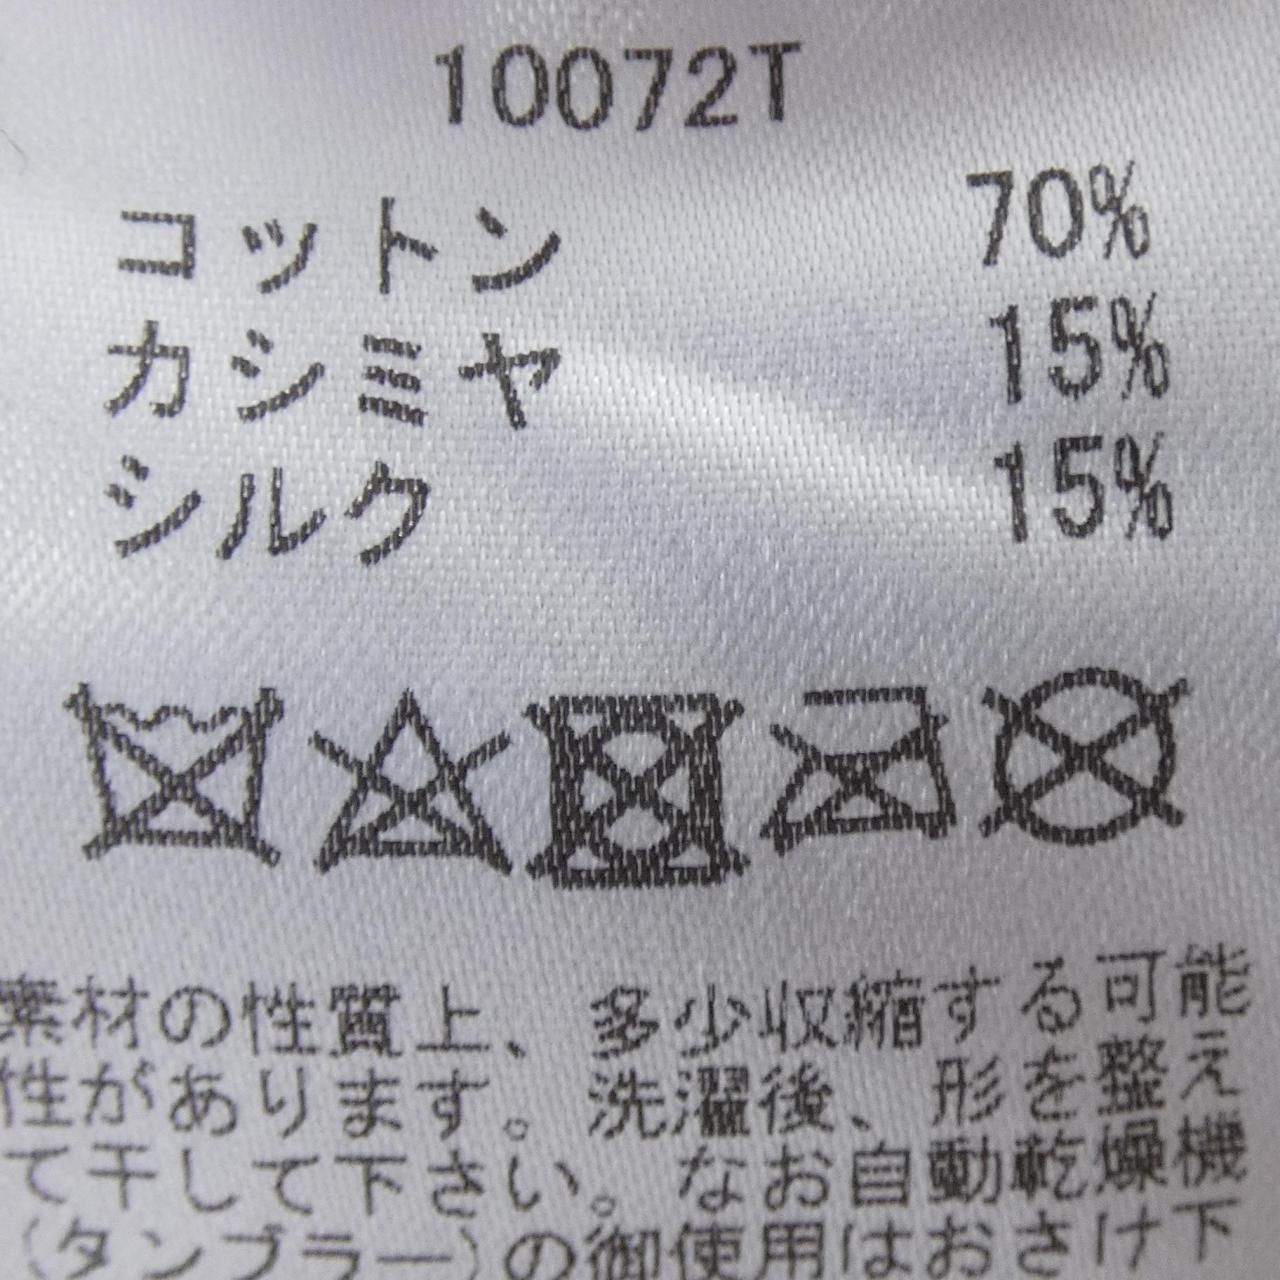 10072T
コットン 70%
カシミヤ 15%
シルク 15%
素材の性質上、多少収縮する可能
性があります。洗濯後、形を整え
て干して下さい。なお自動乾燥機
(タンブラー)の御使用はおさけ下